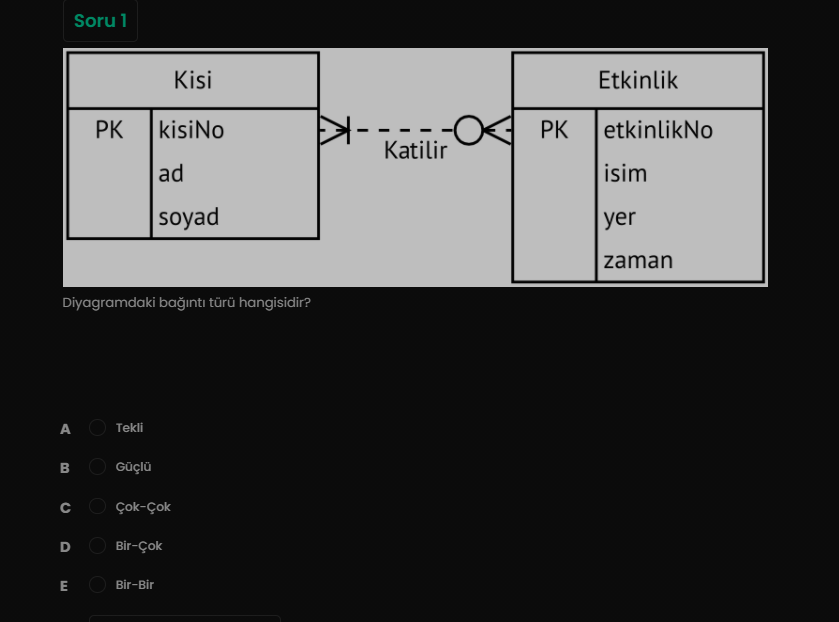 Soru 1
Kisi
Etkinlik
PK kisiNo
ad
soyad
Katilir
PK etkinlikNo
isim
yer
zaman
Diyagramdaki bağıntı türü hangisidir?
A Tekli
B Güçlü
C Çok-Çok
D Bir-Çok
E Bir-Bir